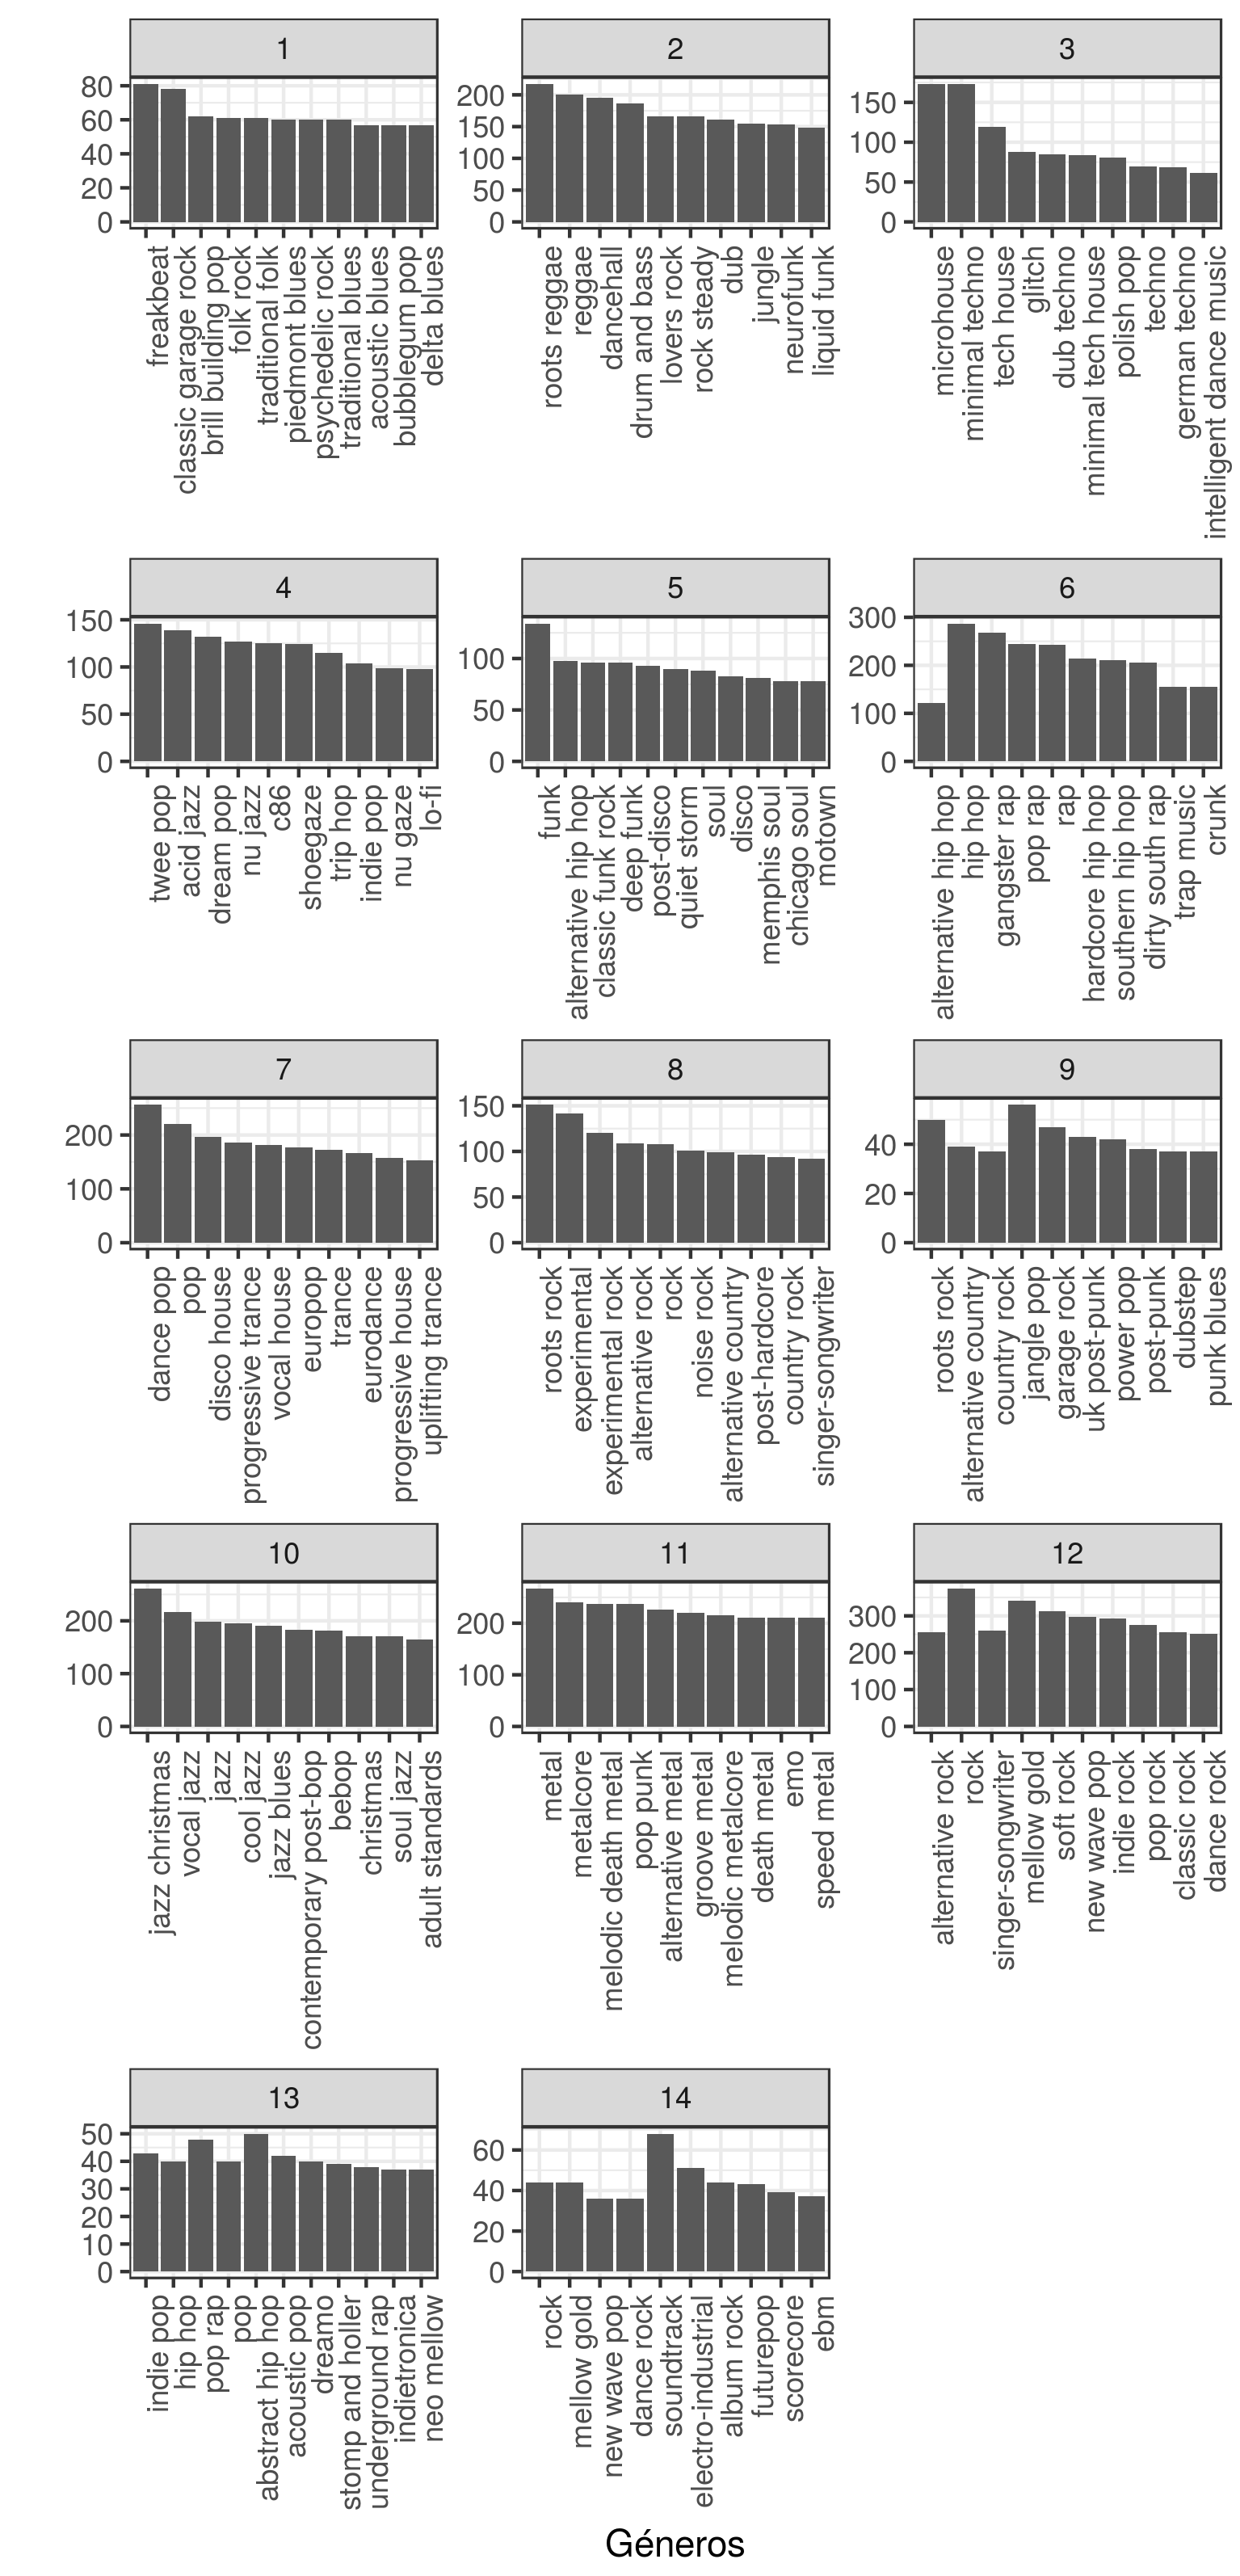 1 2 3
80
60
40
20
0
200
150
100
50
0
150
100
50
0
freakbeat
classic garage rock
brill building pop
folk rock
traditional folk
piedmont blues
psychedelic rock
traditional blues
acoustic blues
bubblegum pop
delta blues
roots reggae
reggae
dancehall
drum and bass
lovers rock
rock steady
dub
jungle
neurofunk
liquid funk
microhouse
minimal techno
tech house
glitch
dub techno
minimal tech house
polish pop
techno
german techno
intelligent dance music
4 5 6
150
100
50
0
100
50
0
300
200
100
0
twee pop
acid jazz
dream pop
nu jazz
c86
shoegaze
trip hop
indie pop
nu gaze
lo-fi
funk
alternative hip hop
classic funk rock
deep funk
post-disco
quiet storm
soul
disco
memphis soul
chicago soul
motown
alternative hip hop
hip hop
gangster rap
pop rap
rap
hardcore hip hop
southern hip hop
dirty south rap
trap music
crunk
7 8 9
200
100
0
150
100
50
0
40
20
0
dance pop
pop
disco house
progressive trance
vocal house
europop
trance
eurodance
progressive house
uplifting trance
roots rock
experimental
experimental rock
alternative rock
rock
noise rock
alternative country
post-hardcore
country rock
singer-songwriter
roots rock
alternative country
country rock
jangle pop
garage rock
uk post-punk
power pop
post-punk
dubstep
punk blues
10 11 12
200
100
0
200
100
0
300
200
100
0
jazz christmas
vocal jazz
jazz
cool jazz
jazz blues
contemporary post-bop
bebop
christmas
soul jazz
adult standards
metal
metalcore
melodic death metal
pop punk
alternative metal
groove metal
melodic metalcore
death metal
emo
speed metal
alternative rock
rock
singer-songwriter
mellow gold
soft rock
new wave pop
indie rock
pop rock
classic rock
dance rock
13 14
50
40
30
20
10
0
60
40
20
0
indie pop
hip hop
pop rap
pop
abstract hip hop
acoustic pop
dreamo
stomp and holler
underground rap
indietronica
neo mellow
rock
mellow gold
new wave pop
dance rock
soundtrack
electro-industrial
album rock
futurepop
scorecore
ebm
Géneros